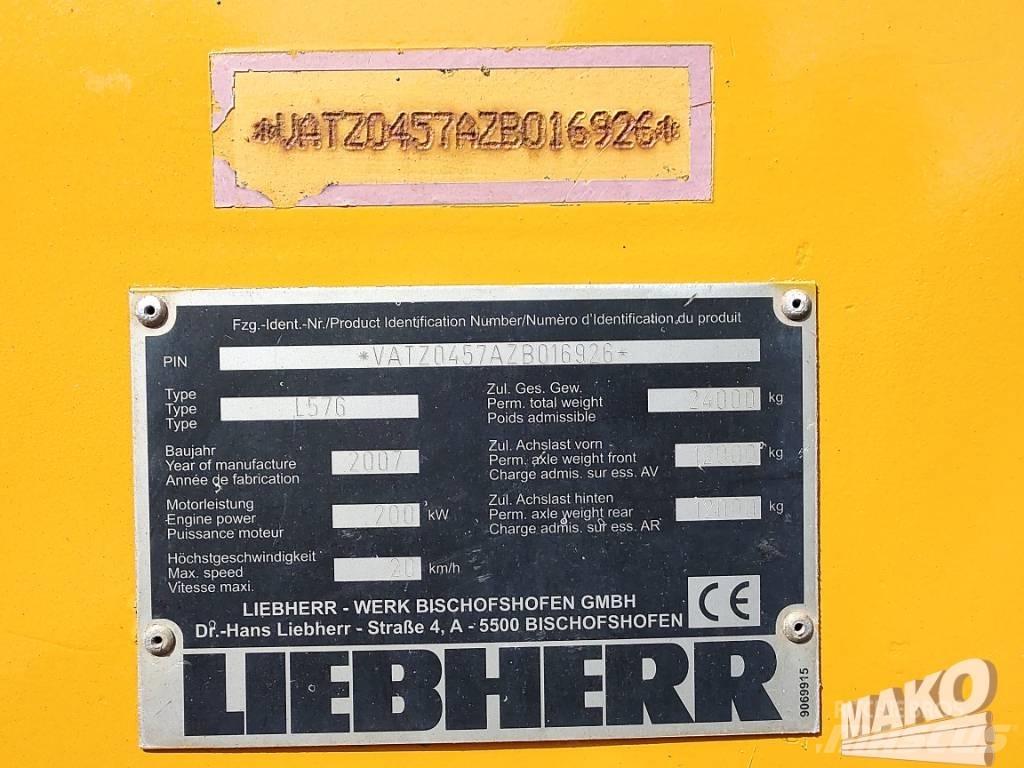 *VATZ0457AZB016926*
Fzg.-Ident.-Nr./Product Identification Number/Numèro d'Identification du produit
PIN *VATZ0457AZB016926*
Type
Type L576
Type
Baujahr
Year of manufacture 2007
Année de fabrication
Motorleistung
Engine power 200 kW
Puissance moteur
Höchstgeschwindigkeit
Max. speed 20 km/h
Vitesse maxi.
Zul. Ges. Gew.
Perm. total weight 24000 kg
Poids admissible
Zul. Achslast vorn
Perm. axle weight front 12000 kg
Charge admis. sur ess. AV
Zul. Achslast hinten
Perm. axle weight rear 12000 kg
Charge admis. sur ess. AR
LIEBHERR - WERK BISCHOFSHOFEN GMBH
Dr.-Hans Liebherr - Straße 4, A - 5500 BISCHOFSHOFEN
CE
LIEBHERR
9069915
MAKO